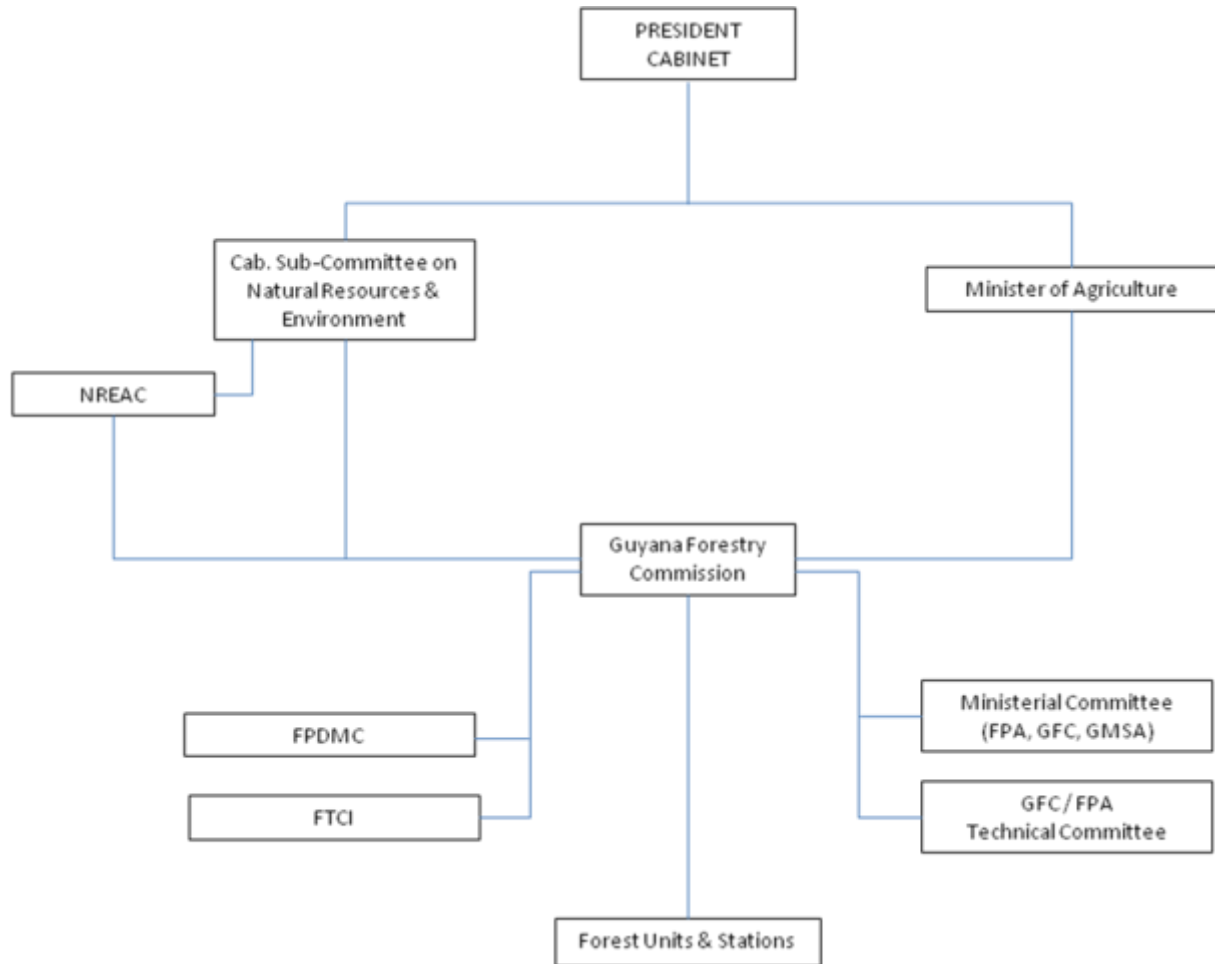 PRESIDENT
CABINET
Cab. Sub-Committee on
Natural Resources &
Environment
Minister of Agriculture
NREAC
Guyana Forestry
Commission
Ministerial Committee
(FPA, GFC, GMSA)
FPDMC
FTCI
GFC / FPA
Technical Committee
Forest Units & Stations